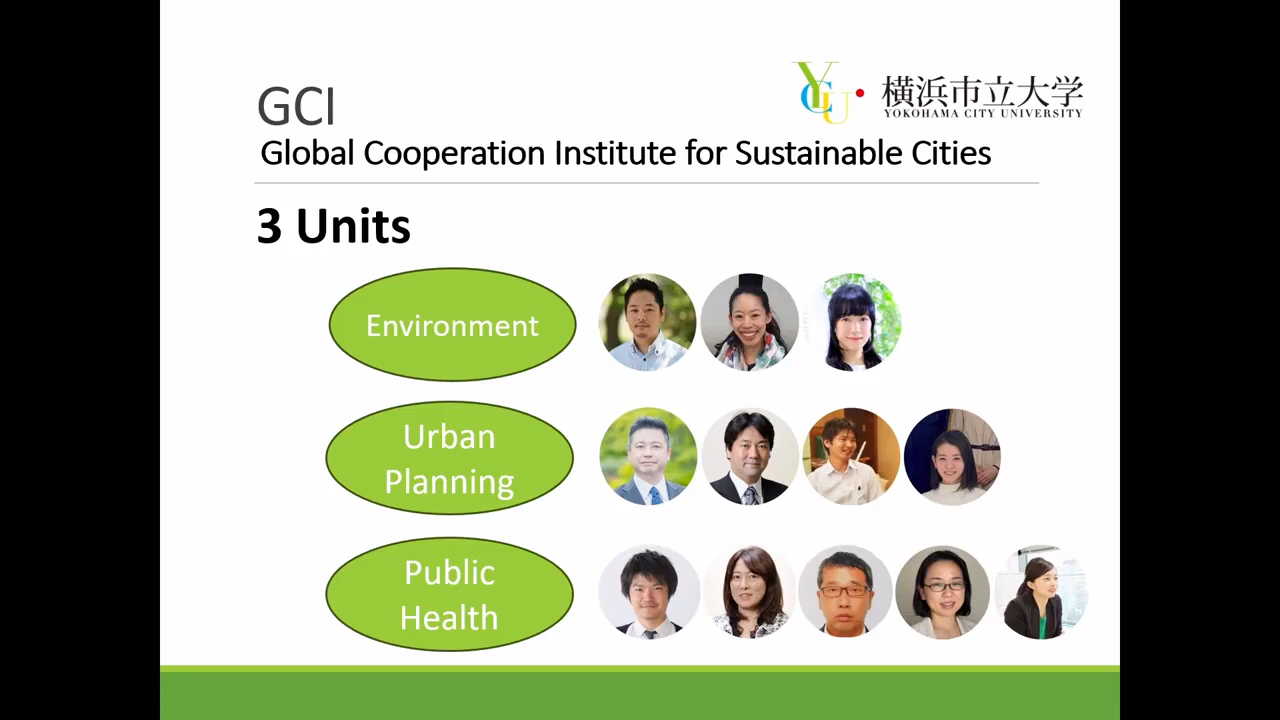 GCI
YCU
横浜市立大学
YOKOHAMA CITY UNIVERSITY
Global Cooperation Institute for Sustainable Cities
3 Units
Environment
Urban
Planning
Public
Health